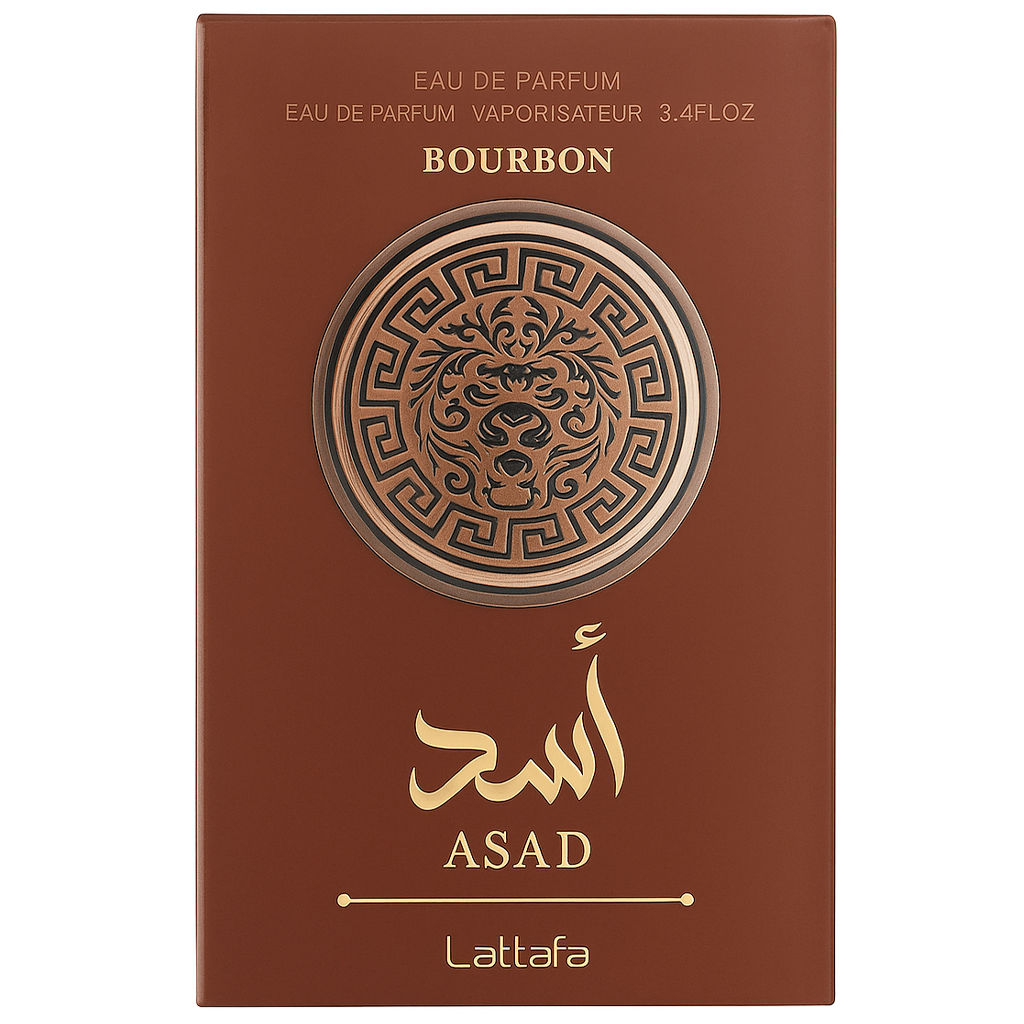 EAU DE PARFUM
EAU DE PARFUM VAPORISATEUR 3.4FLOZ
BOURBON
أسد
ASAD
Lattafa